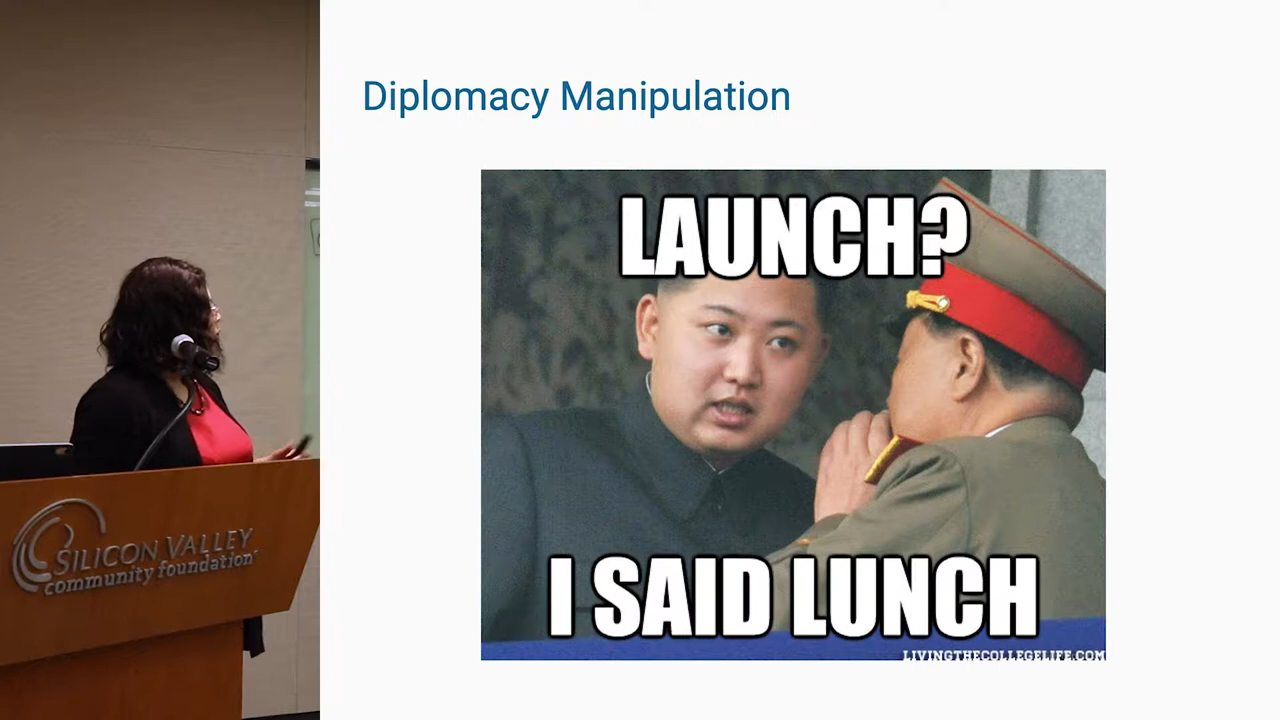 Diplomacy Manipulation
LAUNCH?
I SAID LUNCH
LIVINGTHECOLLEGELIFE.COM
SILICON VALLEY
community foundation